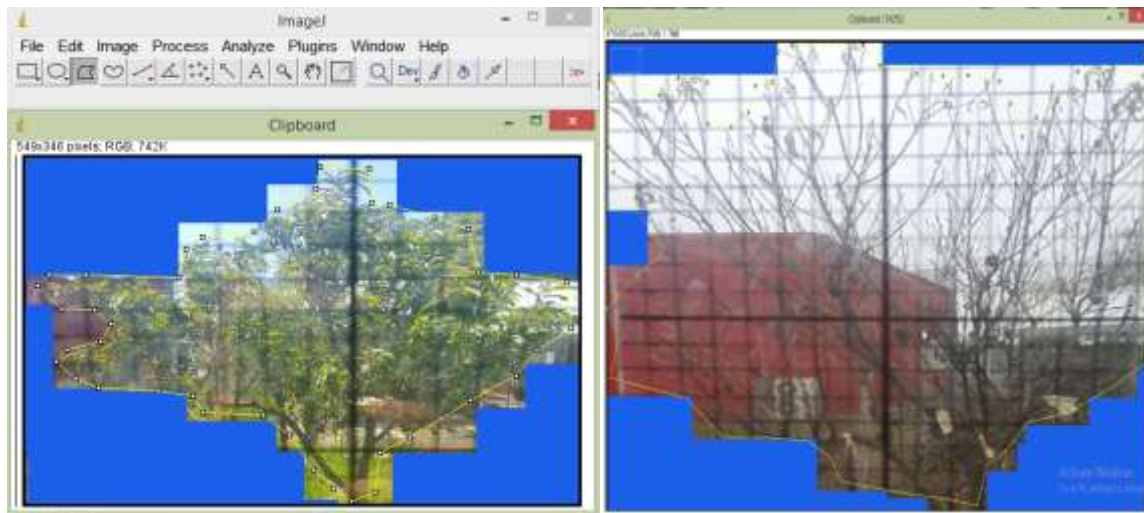 ImageJ
File Edit Image Process Analyze Plugins Window Help
A Dev
Clipboard
549x346 pixels; RGB; 742K